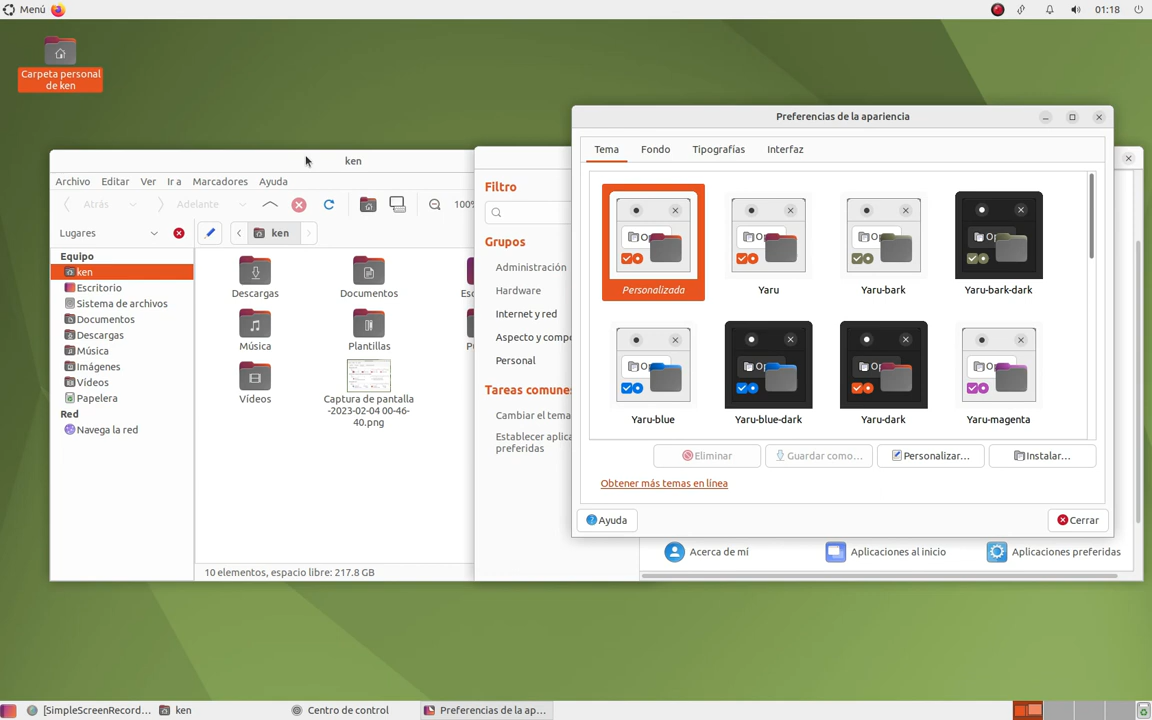 Menú
01:18
Carpeta personal
de ken
ken
Archivo Editar Ver Ir a Marcadores Ayuda
Atrás Adelante 100%
Lugares ken
Equipo
ken
Escritorio
Sistema de archivos
Documentos
Descargas
Música
Imágenes
Vídeos
Papelera
Red
Navega la red
Descargas Documentos
Música Plantillas
Vídeos
Captura de pantalla
-2023-02-04 00-46-
40.png
10 elementos, espacio libre: 217.8 GB
Filtro
Grupos
Administración
Hardware
Internet y red
Aspecto y compo
Personal
Tareas comunes
Cambiar el tema
Establecer aplica
preferidas
Preferencias de la apariencia
Tema Fondo Tipografías Interfaz
Personalizada Yaru Yaru-bark Yaru-bark-dark
Yaru-blue Yaru-blue-dark Yaru-dark Yaru-magenta
Eliminar Guardar como... Personalizar... Instalar...
Obtener más temas en línea
Ayuda Cerrar
Acerca de mí Aplicaciones al inicio Aplicaciones preferidas
[SimpleScreenRecord... ken Centro de control Preferencias de la ap...